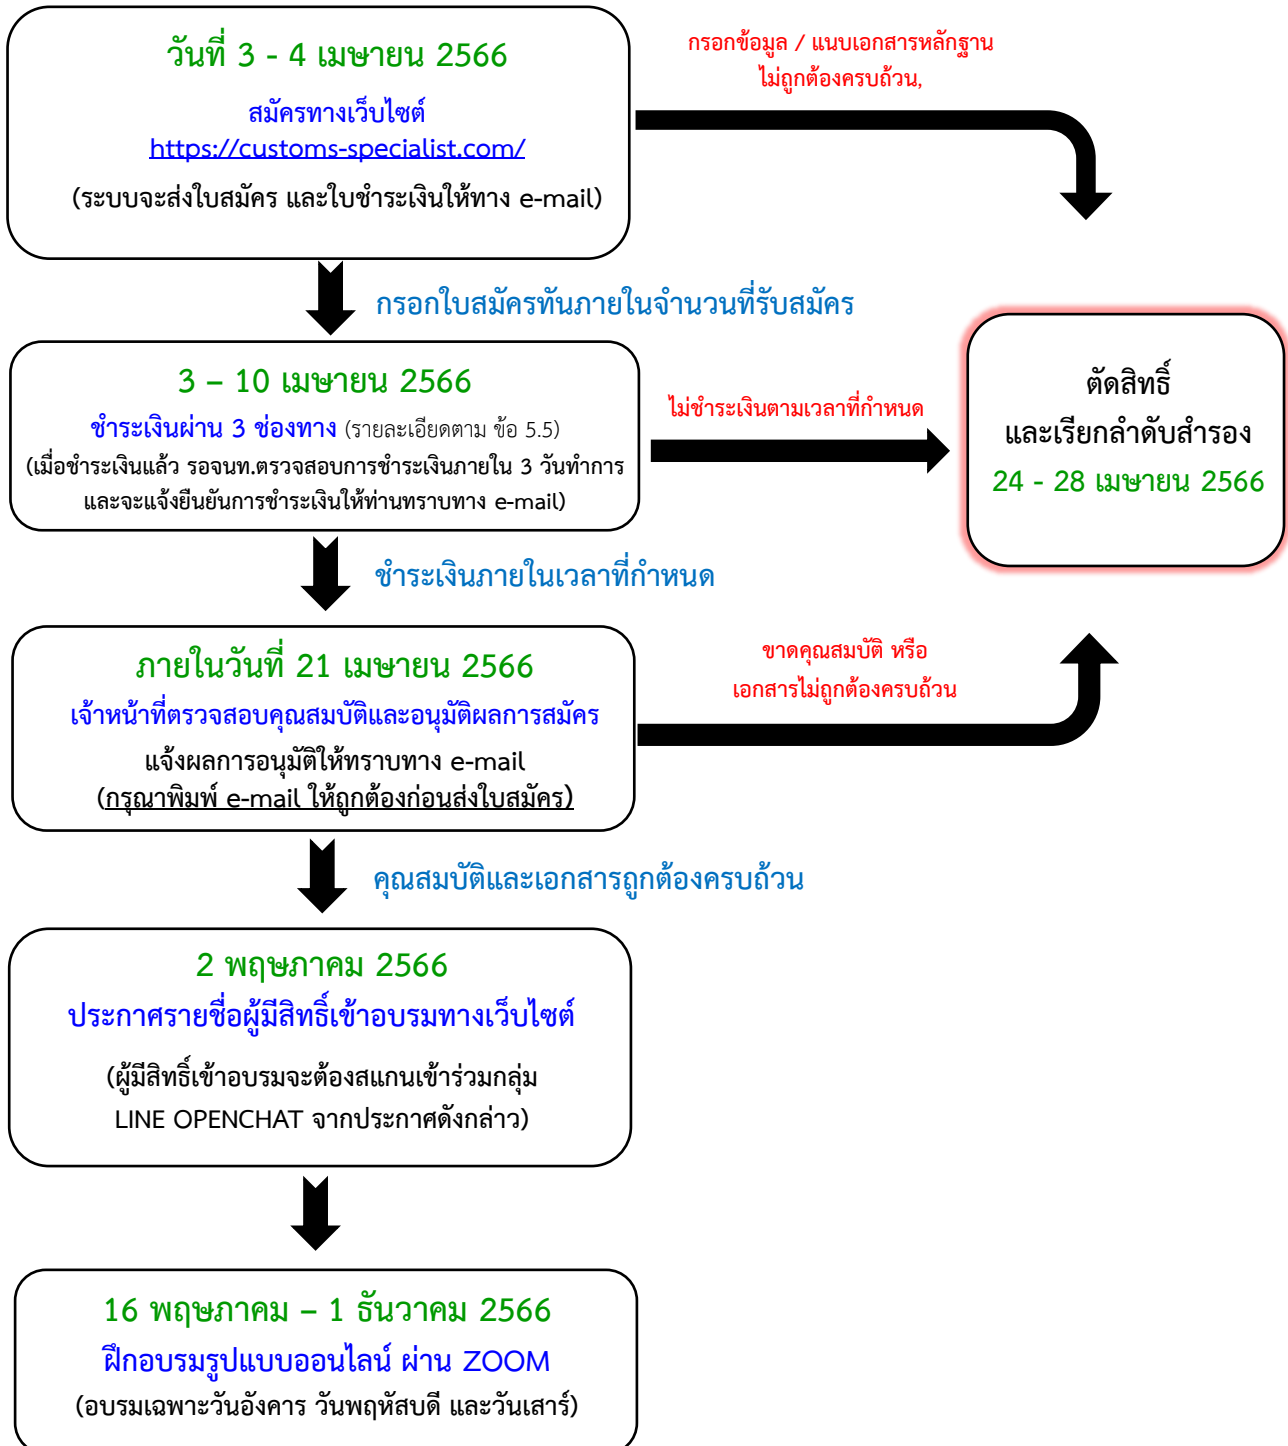 วันที่ 3 - 4 เมษายน 2566
สมัครทางเว็บไซต์
https://customs-specialist.com/
(ระบบจะส่งใบสมัคร และใบชำระเงินให้ทาง e-mail)
กรอกข้อมูล / แนบเอกสารหลักฐาน
ไม่ถูกต้องครบถ้วน,
กรอกใบสมัครทันภายในจำนวนที่รับสมัคร
3 – 10 เมษายน 2566
ชำระเงินผ่าน 3 ช่องทาง (รายละเอียดตาม ข้อ 5.5)
(เมื่อชำระเงินแล้ว รอจนท.ตรวจสอบการชำระเงินภายใน 3 วันทำการ
และจะแจ้งยืนยันการชำระเงินให้ท่านทราบทาง e-mail)
ไม่ชำระเงินตามเวลาที่กำหนด
ตัดสิทธิ์
และเรียกลำดับสำรอง
24 - 28 เมษายน 2566
ชำระเงินภายในเวลาที่กำหนด
ภายในวันที่ 21 เมษายน 2566
เจ้าหน้าที่ตรวจสอบคุณสมบัติและอนุมัติผลการสมัคร
แจ้งผลการอนุมัติให้ทราบทาง e-mail
(กรุณาพิมพ์ e-mail ให้ถูกต้องก่อนส่งใบสมัคร)
ขาดคุณสมบัติ หรือ
เอกสารไม่ถูกต้องครบถ้วน
คุณสมบัติและเอกสารถูกต้องครบถ้วน
2 พฤษภาคม 2566
ประกาศรายชื่อผู้มีสิทธิ์เข้าอบรมทางเว็บไซต์
(ผู้มีสิทธิ์เข้าอบรมจะต้องสแกนเข้าร่วมกลุ่ม
LINE OPENCHAT จากประกาศดังกล่าว)
16 พฤษภาคม – 1 ธันวาคม 2566
ฝึกอบรมรูปแบบออนไลน์ ผ่าน ZOOM
(อบรมเฉพาะวันอังคาร วันพฤหัสบดี และวันเสาร์)